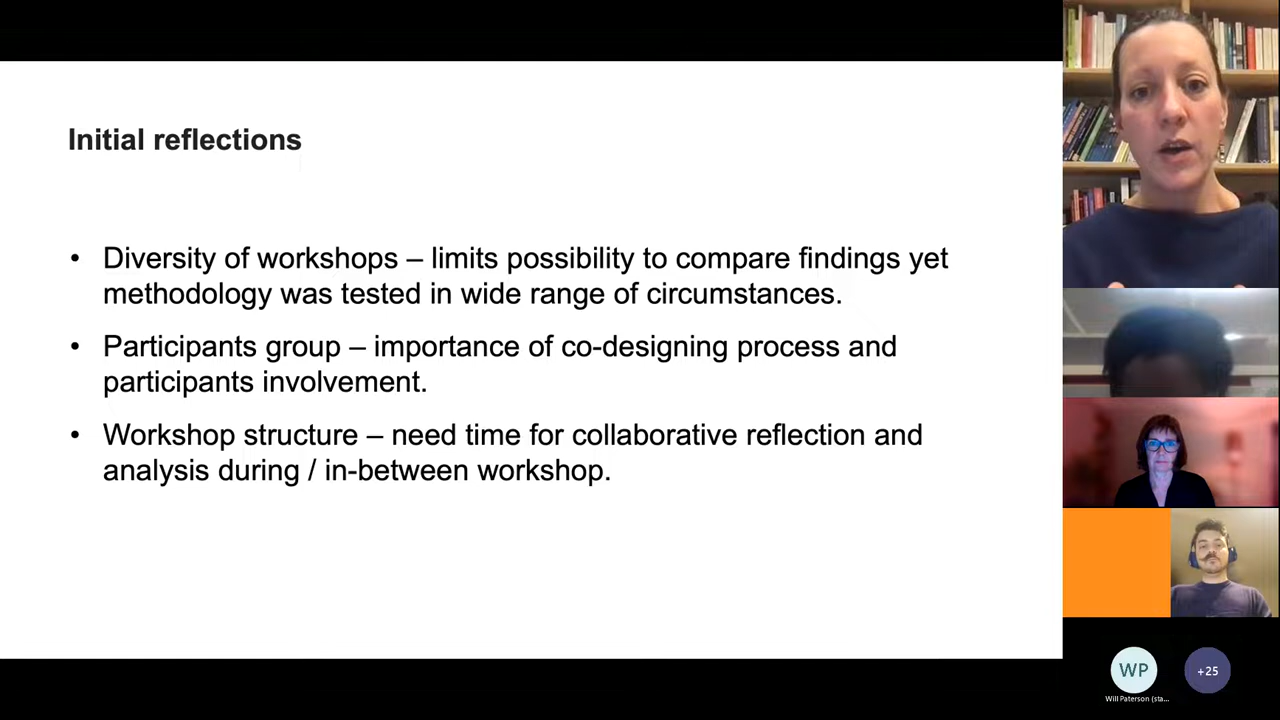 Initial reflections
• Diversity of workshops – limits possibility to compare findings yet
methodology was tested in wide range of circumstances.
• Participants group – importance of co-designing process and
participants involvement.
• Workshop structure – need time for collaborative reflection and
analysis during / in-between workshop.
WP
+25
Will Paterson (sta...